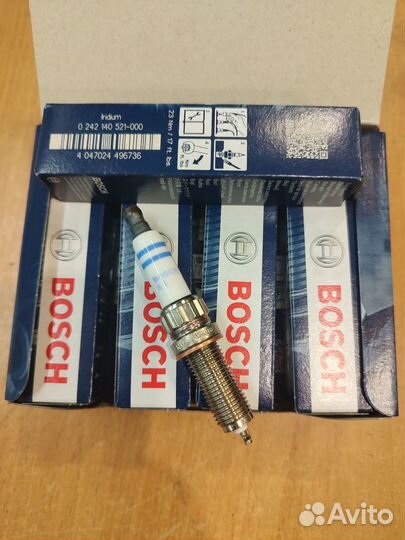 Iridium
0 242 140 521-000
4 047024 496736
23 Nm / 17 ft. lba.
BOSCH
BOSCH
BOSCH
BOSCH
BOSCH
Avito